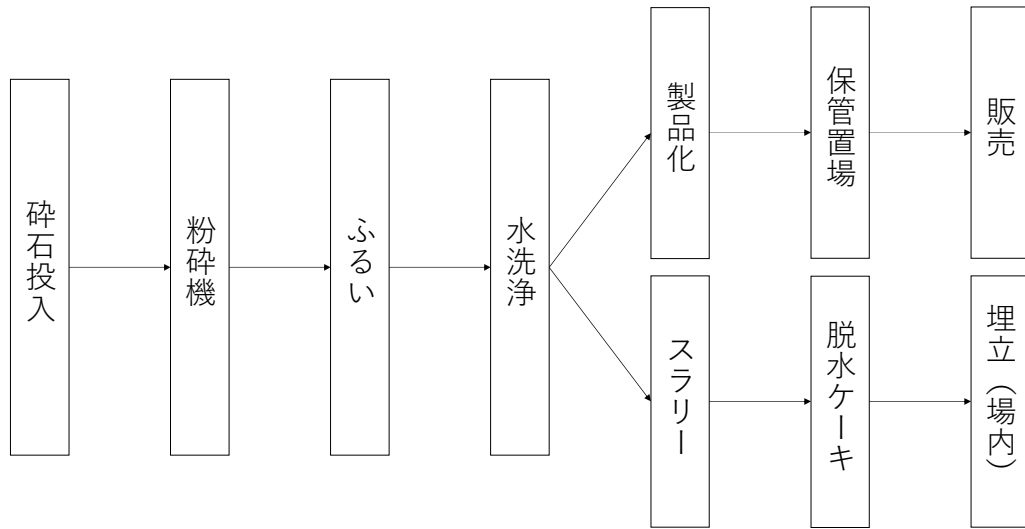 砕石投入
粉砕機
ふるい
水洗浄
製品化
保管置場
販売
スラリー
脱水ケーキ
埋立（場内）